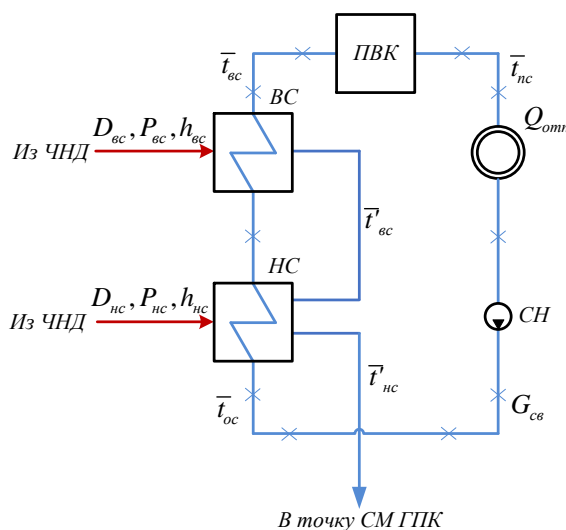 ПВК
t̅вс
t̅пс
ВС
Qотп
Dвс, Pвс, hвс
Из ЧНД
t̅'вс
НС
Dнс, Pнс, hнс
Из ЧНД
СН
t̅'нс
t̅ос
Gсв
В точку СМ ГПК